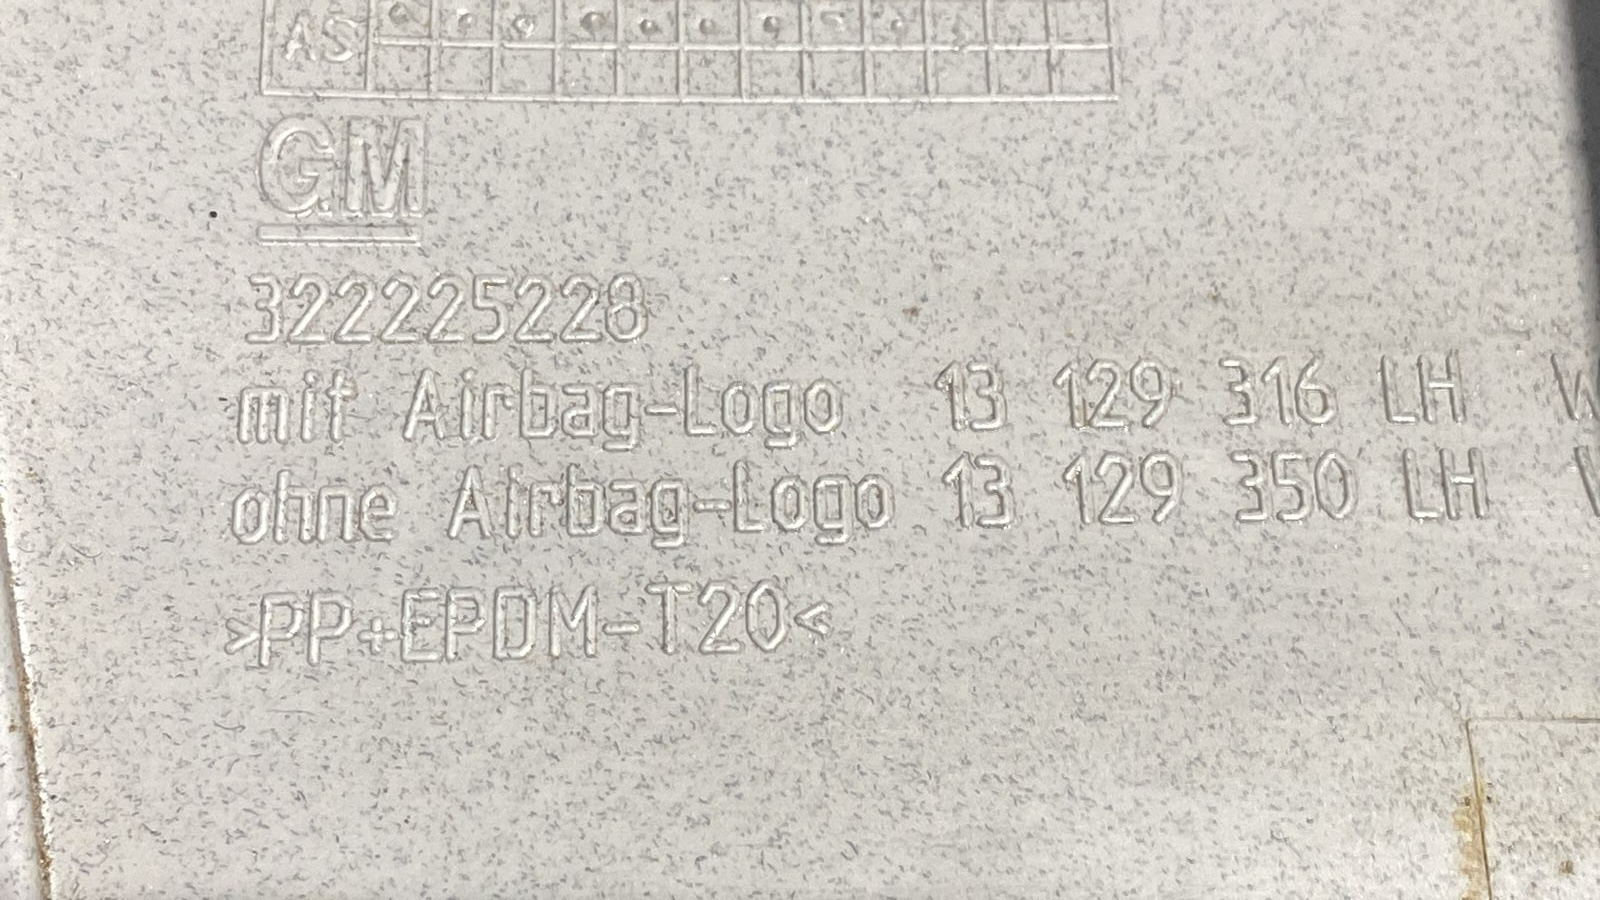 AS
GM
322225228
mit Airbag-Logo 13 129 316 LH
ohne Airbag-Logo 13 129 350 LH
>PP+EPDM-T20<